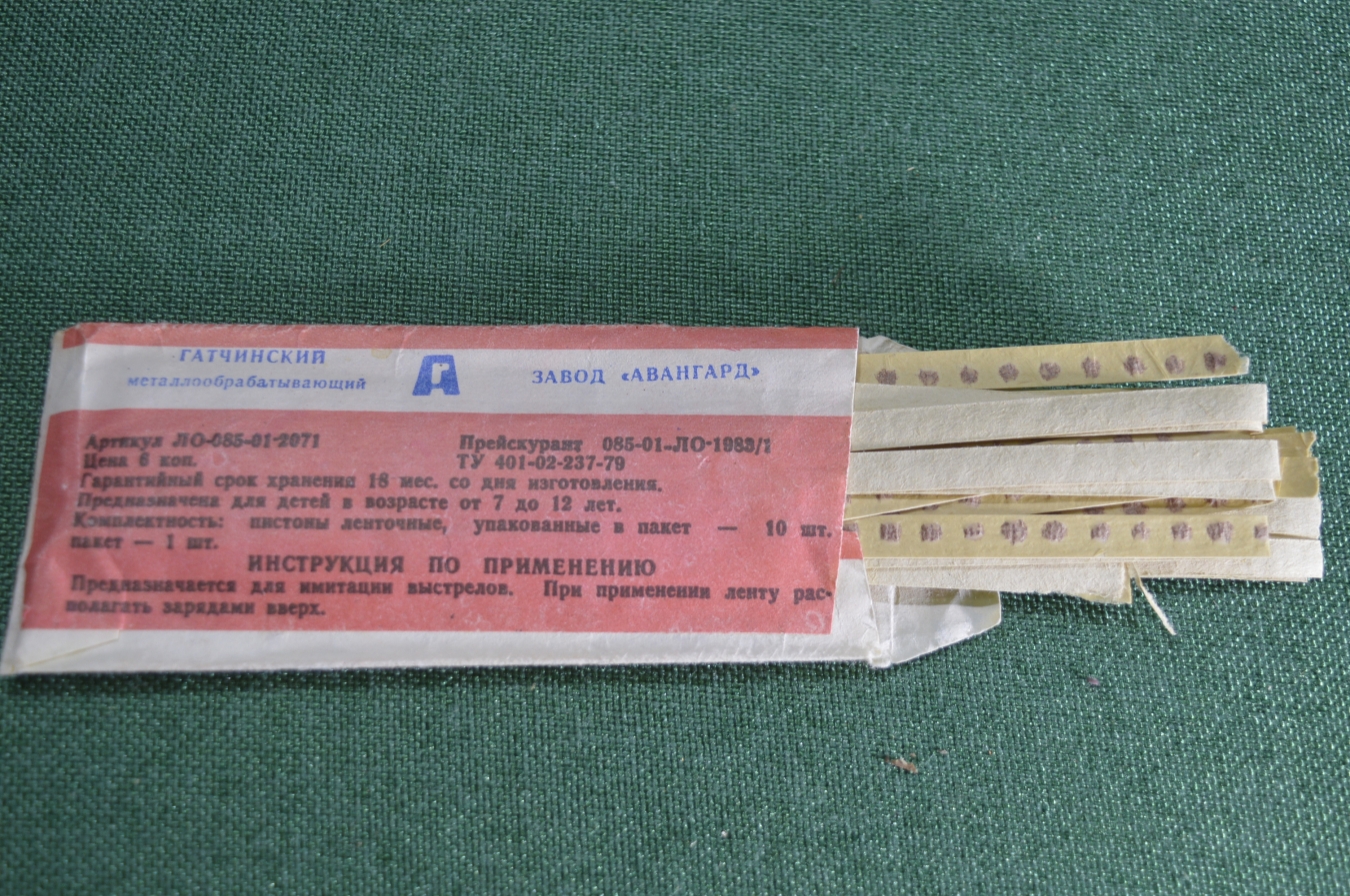 ГАТЧИНСКИЙ
металлообрабатывающий
ЗАВОД «АВАНГАРД»
Артикул ЛО-085-01-2071 Прейскурант 085-01-ЛО-1983/1
Цена 6 коп. ТУ 401-02-237-79
Гарантийный срок хранения 18 мес. со дня изготовления.
Предназначена для детей в возрасте от 7 до 12 лет.
Комплектность: пистоны ленточные, упакованные в пакет — 10 шт.
пакет — 1 шт.
ИНСТРУКЦИЯ ПО ПРИМЕНЕНИЮ
Предназначается для имитации выстрелов. При применении ленту рас-
полагать зарядами вверх.